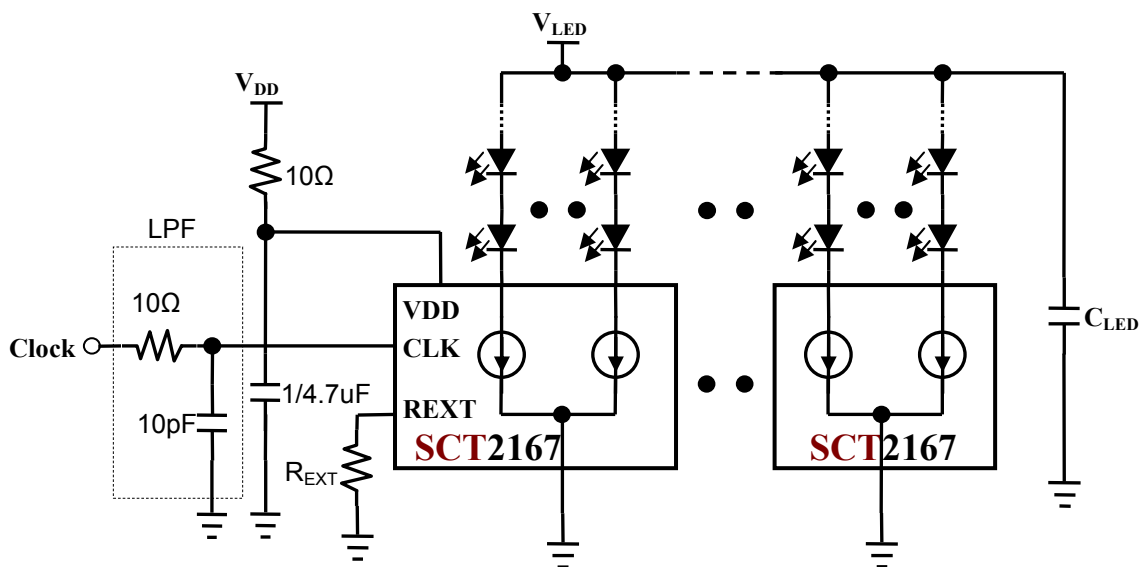 VLED
VDD
10Ω
LPF
10Ω
VDD
Clock
CLK
CLED
1/4.7uF
10pF
REXT
SCT2167
SCT2167
REXT